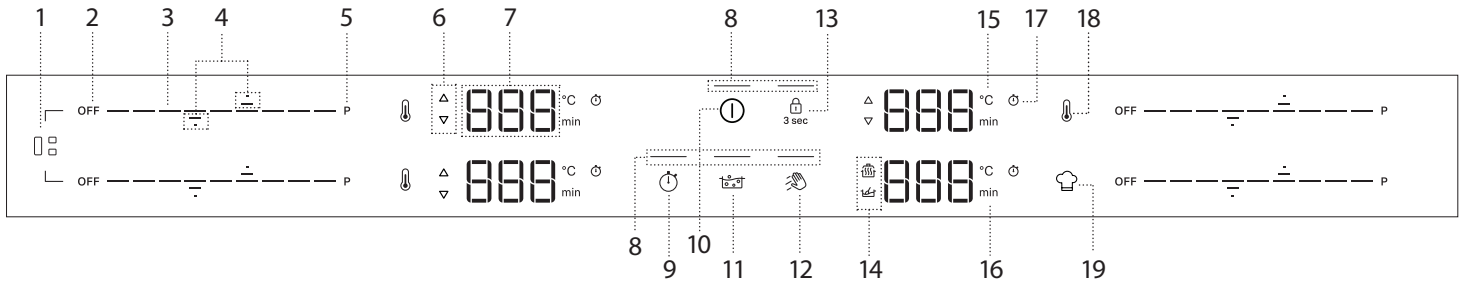 1 2 3 4 5 6 7 8 13 15 17 18
OFF P 888 °C min 3 sec 888 °C min OFF P
OFF P 888 °C min 888 °C min OFF P
8 9 10 11 12 14 16 19